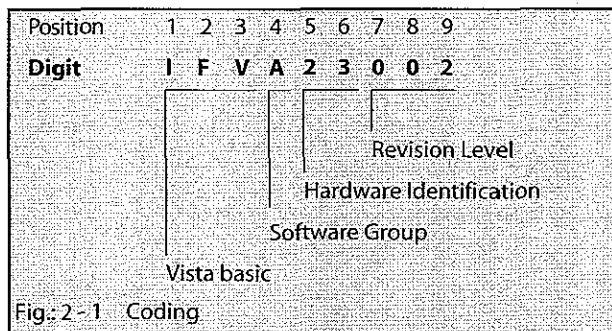 Position 1 2 3 4 5 6 7 8 9
Digit I F V A 2 3 0 0 2
Revision Level
Hardware Identification
Software Group
Vista basic
Fig.: 2 - 1 Coding